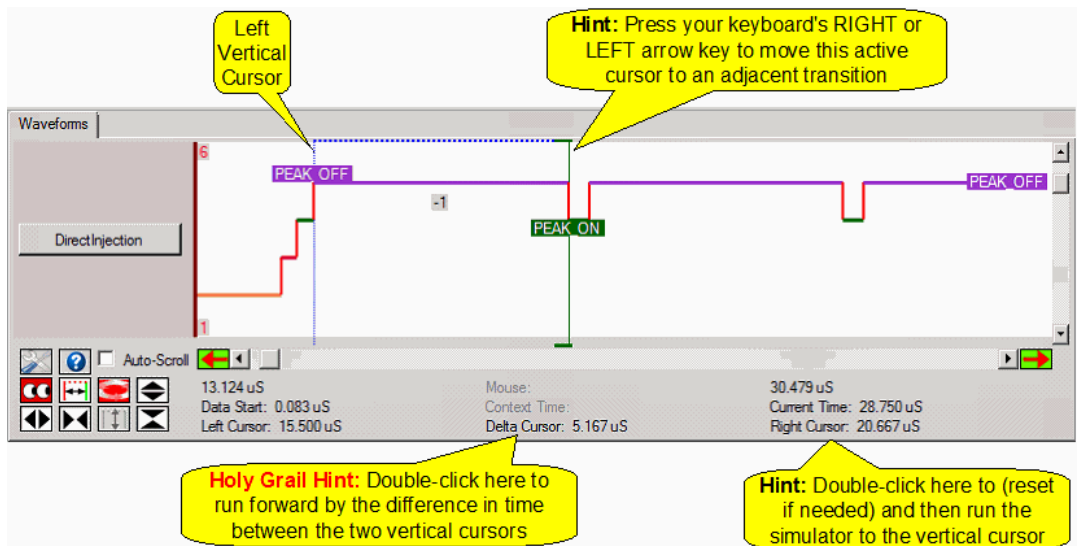 Left
Vertical
Cursor
Hint: Press your keyboard's RIGHT or
LEFT arrow key to move this active
cursor to an adjacent transition
Waveforms
6
PEAK_OFF
PEAK_OFF
-1
PEAK_ON
DirectInjection
1
Auto-Scroll
13.124 uS
Mouse:
30.479 uS
Data Start: 0.083 uS
Context Time:
Current Time: 28.750 uS
Left Cursor: 15.500 uS
Delta Cursor: 5.167 uS
Right Cursor: 20.667 uS
Holy Grail Hint: Double-click here to
run forward by the difference in time
between the two vertical cursors
Hint: Double-click here to (reset
if needed) and then run the
simulator to the vertical cursor